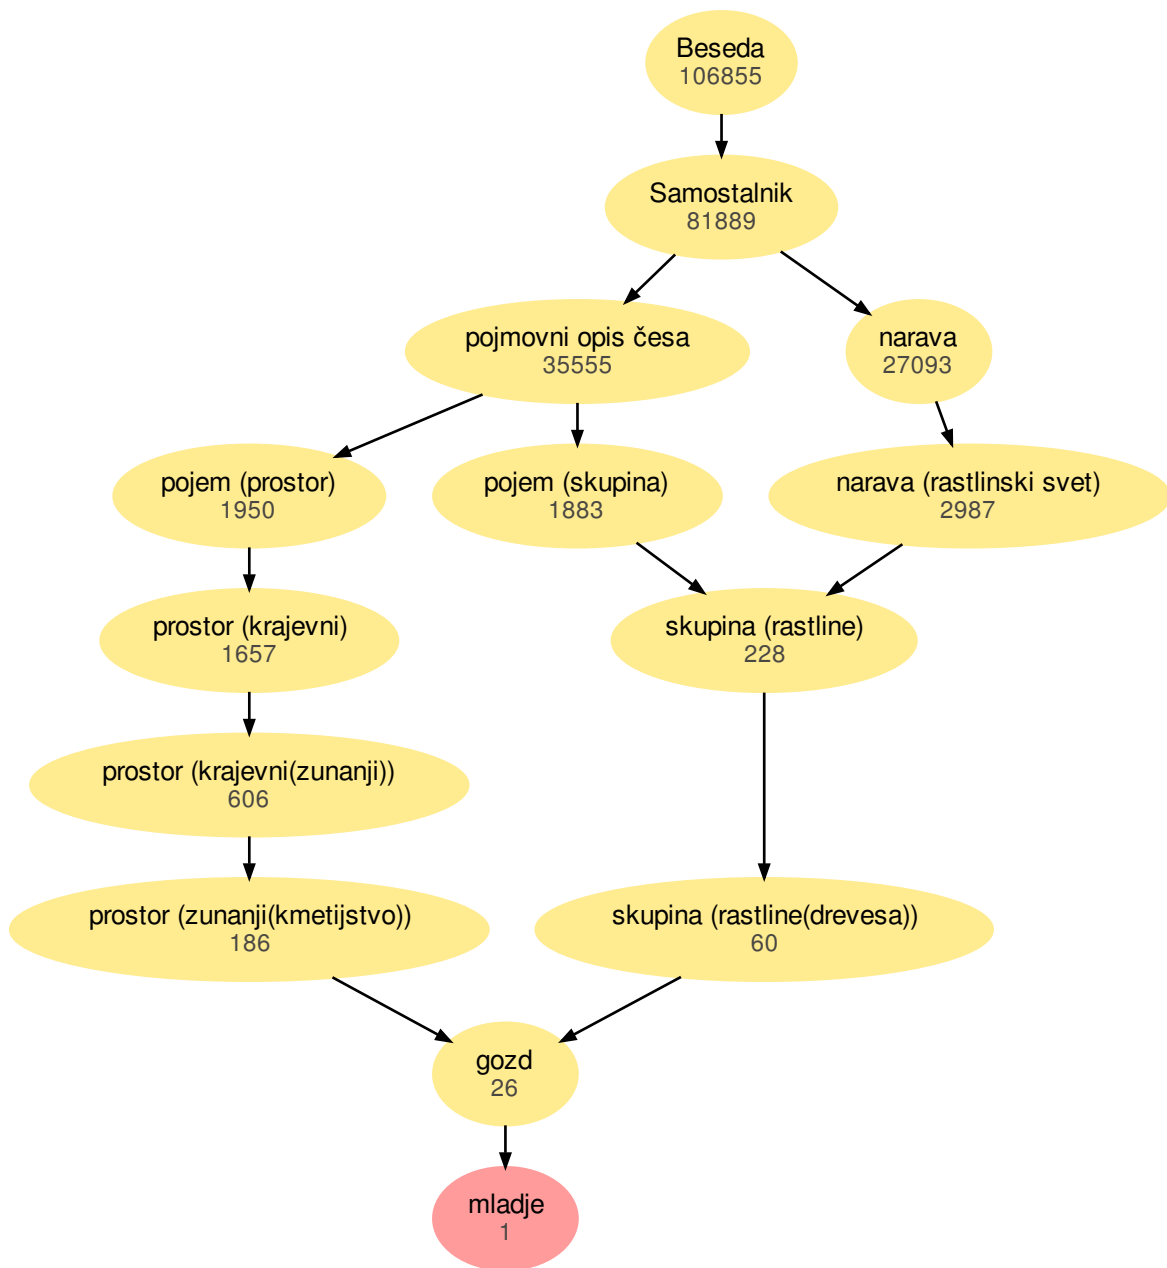 Beseda
106855
Samostalnik
81889
pojmovni opis česa
35555
narava
27093
pojem (prostor)
1950
pojem (skupina)
1883
narava (rastlinski svet)
2987
prostor (krajevni)
1657
skupina (rastline)
228
prostor (krajevni(zunanji))
606
prostor (zunanji(kmetijstvo))
186
skupina (rastline(drevesa))
60
gozd
26
mladje
1